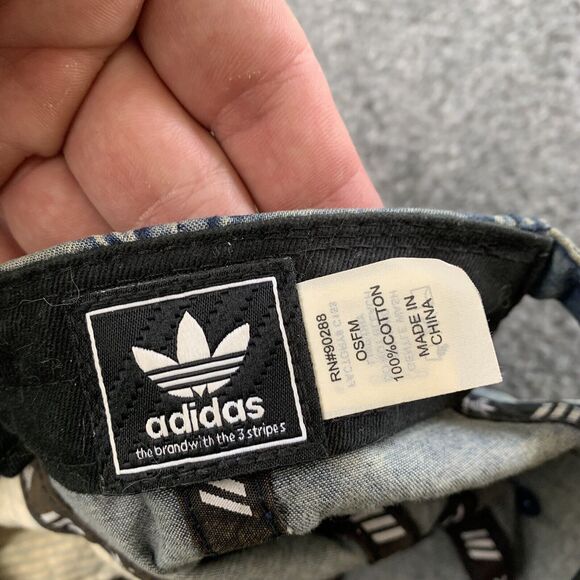 adidas
the brand with the 3 stripes
RN#90288
OSFM
100%COTTON
MADE IN
CHINA